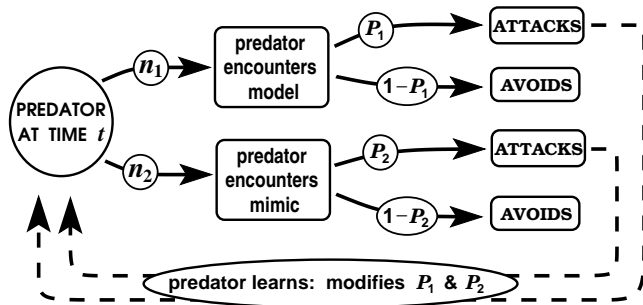 PREDATOR
AT TIME t
n₁
predator
encounters
model
P₁
ATTACKS
1−P₁
AVOIDS
n₂
predator
encounters
mimic
P₂
ATTACKS
1−P₂
AVOIDS
predator learns: modifies P₁ & P₂